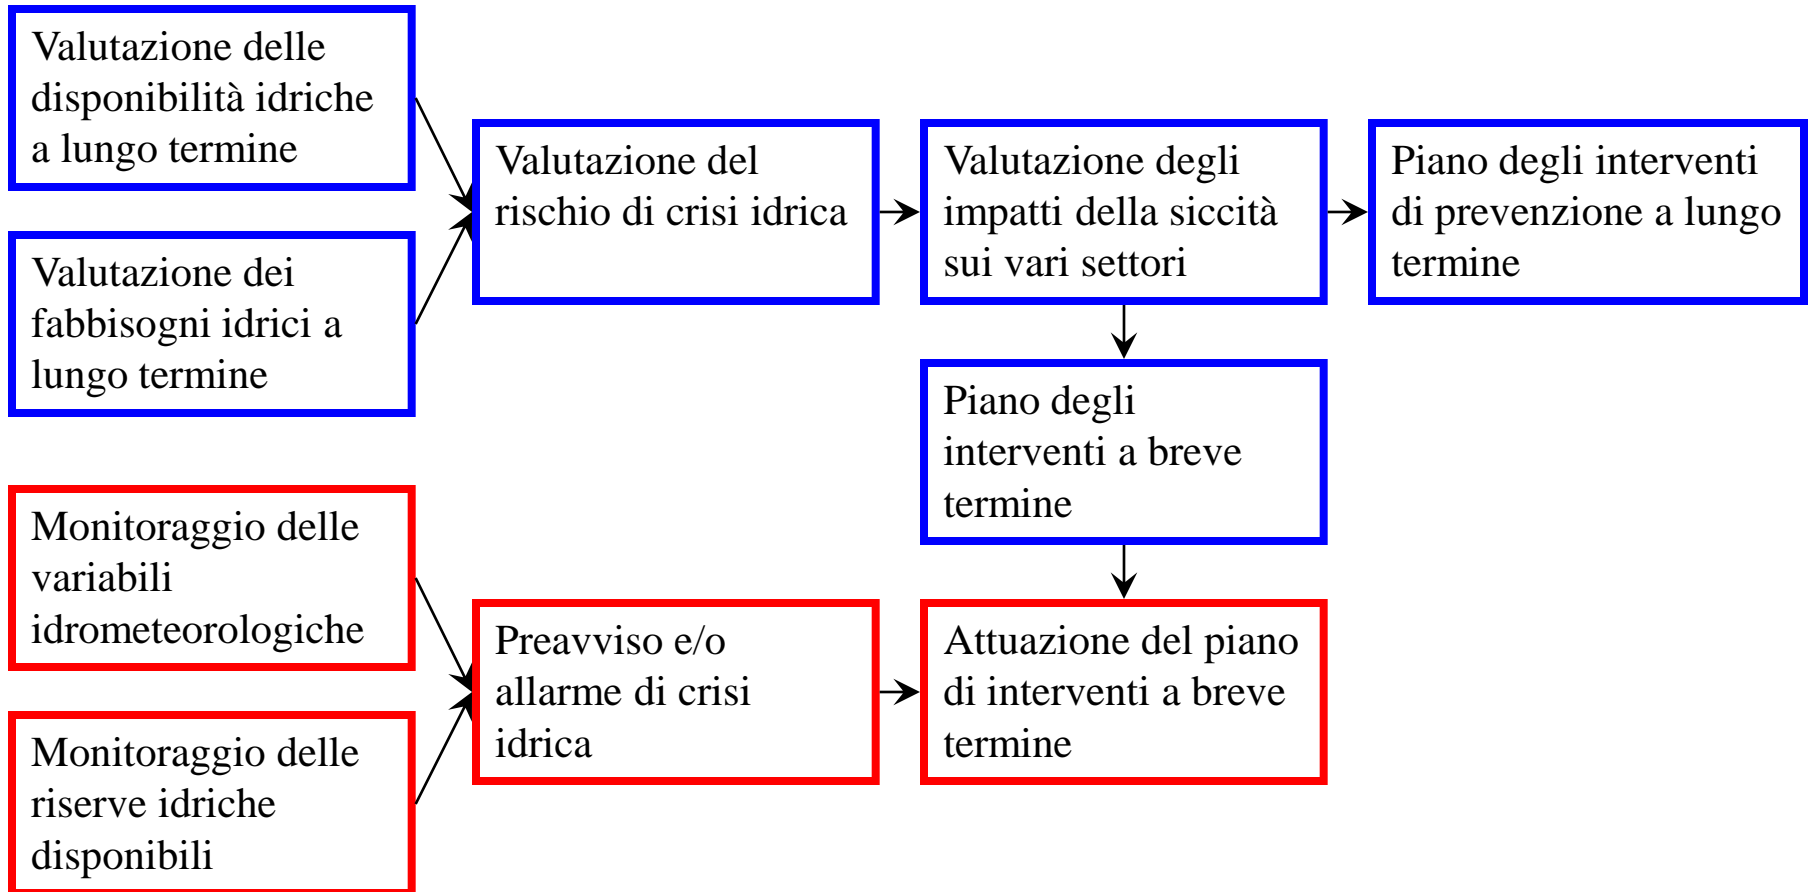 Valutazione delle
disponibilità idriche
a lungo termine
Valutazione dei
fabbisogni idrici a
lungo termine
Valutazione del
rischio di crisi idrica
Valutazione degli
impatti della siccità
sui vari settori
Piano degli interventi
di prevenzione a lungo
termine
Piano degli
interventi a breve
termine
Monitoraggio delle
variabili
idrometeorologiche
Monitoraggio delle
riserve idriche
disponibili
Preavviso e/o
allarme di crisi
idrica
Attuazione del piano
di interventi a breve
termine